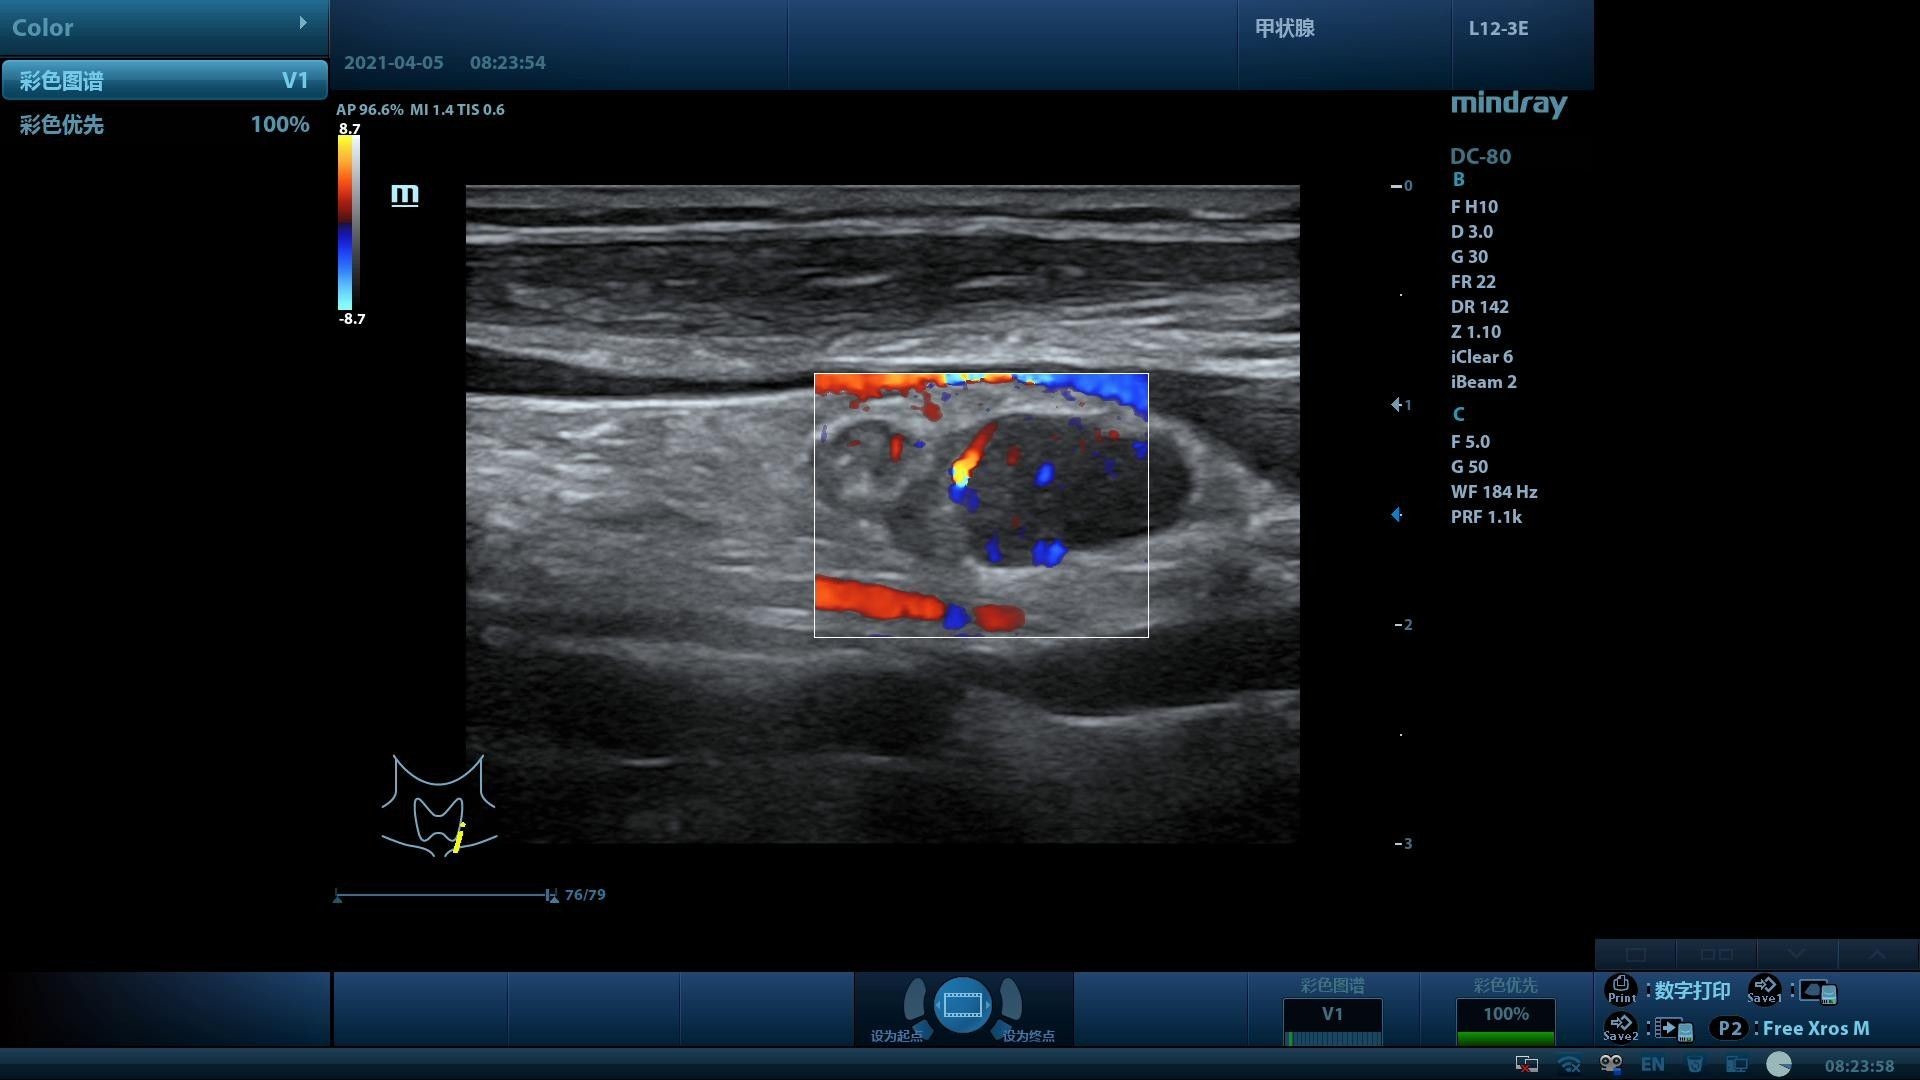 Color
彩色图谱 V1
彩色优先 100%
2021-04-05 08:23:54
甲状腺
L12-3E
AP 96.6% MI 1.4 TIS 0.6
8.7
-8.7
m
mindray
DC-80
B
F H10
D 3.0
G 30
FR 22
DR 142
Z 1.10
iClear 6
iBeam 2
C
F 5.0
G 50
WF 184 Hz
PRF 1.1k
0
1
2
3
76/79
设为起点
设为终点
彩色图谱
V1
彩色优先
100%
Print : 数字打印 Save1 :
Save2 : P2 : Free Xros M
EN 08:23:58